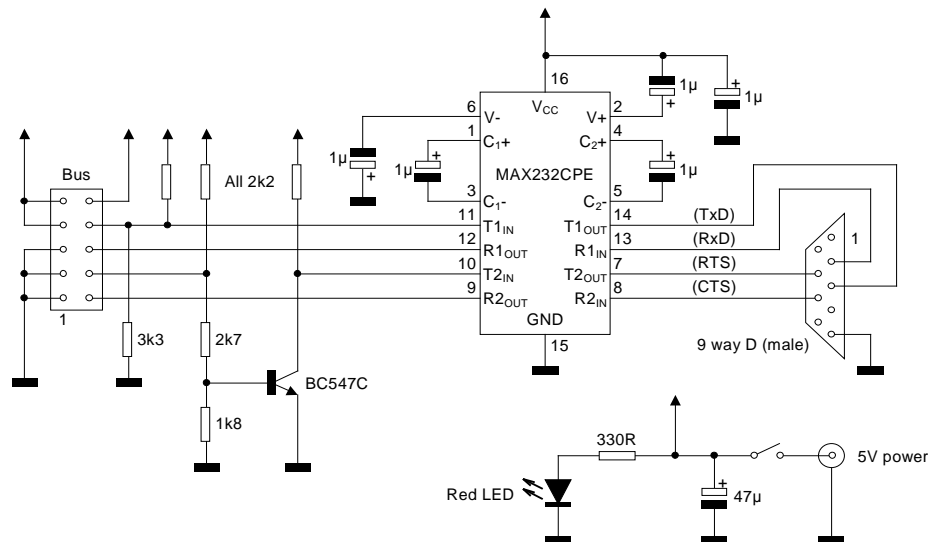 16
1µ
+
+
1µ
6
V-
VCC
V+
2
1
C1+
C2+
4
Bus
All 2k2
1µ
+
1µ
+
MAX232CPE
+
1µ
3
C1-
C2-
5
11
T1IN
T1OUT
14
(TxD)
12
R1OUT
R1IN
13
(RxD)
1
10
T2IN
T2OUT
7
(RTS)
9
R2OUT
R2IN
8
(CTS)
1
GND
15
3k3
2k7
9 way D (male)
BC547C
1k8
330R
5V power
Red LED
+
47µ